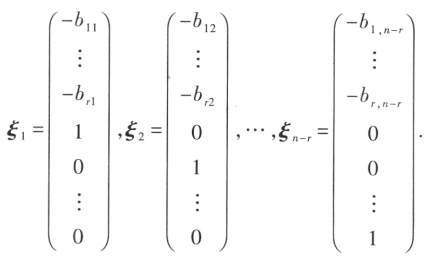 $$\boldsymbol{\xi}_1 = \begin{pmatrix} -b_{11} \\ \vdots \\ -b_{r1} \\ 1 \\ 0 \\ \vdots \\ 0 \end{pmatrix}, \boldsymbol{\xi}_2 = \begin{pmatrix} -b_{12} \\ \vdots \\ -b_{r2} \\ 0 \\ 1 \\ \vdots \\ 0 \end{pmatrix}, \cdots, \boldsymbol{\xi}_{n-r} = \begin{pmatrix} -b_{1,n-r} \\ \vdots \\ -b_{r,n-r} \\ 0 \\ 0 \\ \vdots \\ 1 \end{pmatrix}.$$